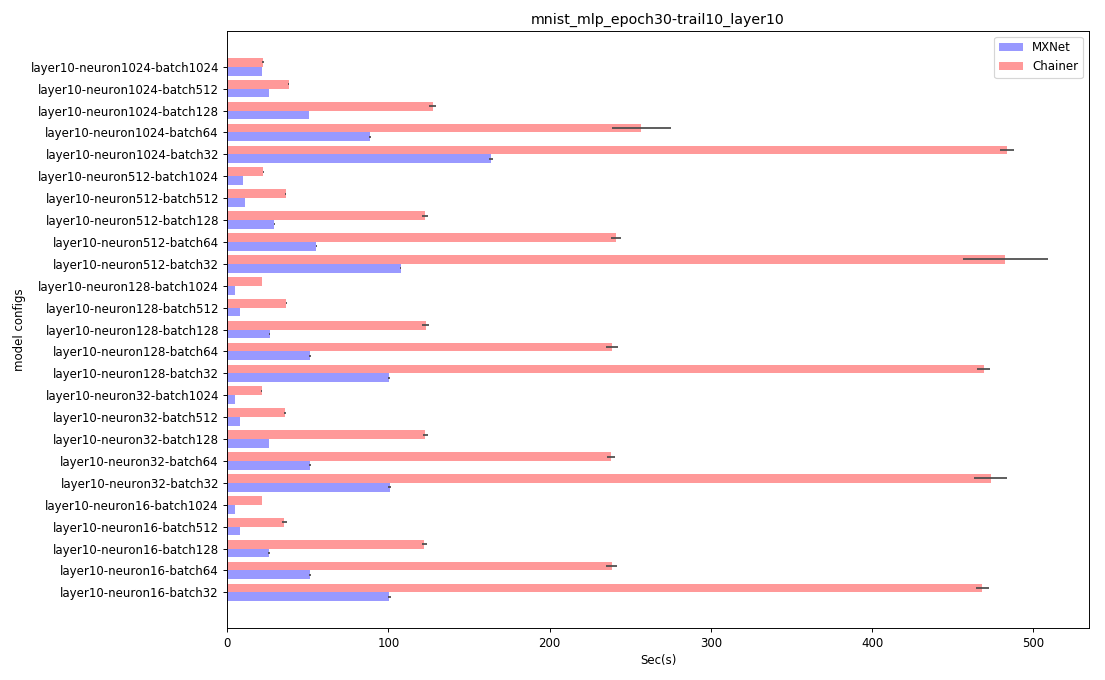 mnist_mlp_epoch30-trail10_layer10
MXNet
Chainer
layer10-neuron1024-batch1024
layer10-neuron1024-batch512
layer10-neuron1024-batch128
layer10-neuron1024-batch64
layer10-neuron1024-batch32
layer10-neuron512-batch1024
layer10-neuron512-batch512
layer10-neuron512-batch128
layer10-neuron512-batch64
layer10-neuron512-batch32
layer10-neuron128-batch1024
layer10-neuron128-batch512
layer10-neuron128-batch128
layer10-neuron128-batch64
layer10-neuron128-batch32
layer10-neuron32-batch1024
layer10-neuron32-batch512
layer10-neuron32-batch128
layer10-neuron32-batch64
layer10-neuron32-batch32
layer10-neuron16-batch1024
layer10-neuron16-batch512
layer10-neuron16-batch128
layer10-neuron16-batch64
layer10-neuron16-batch32
model configs
0 100 200 300 400 500
Sec(s)